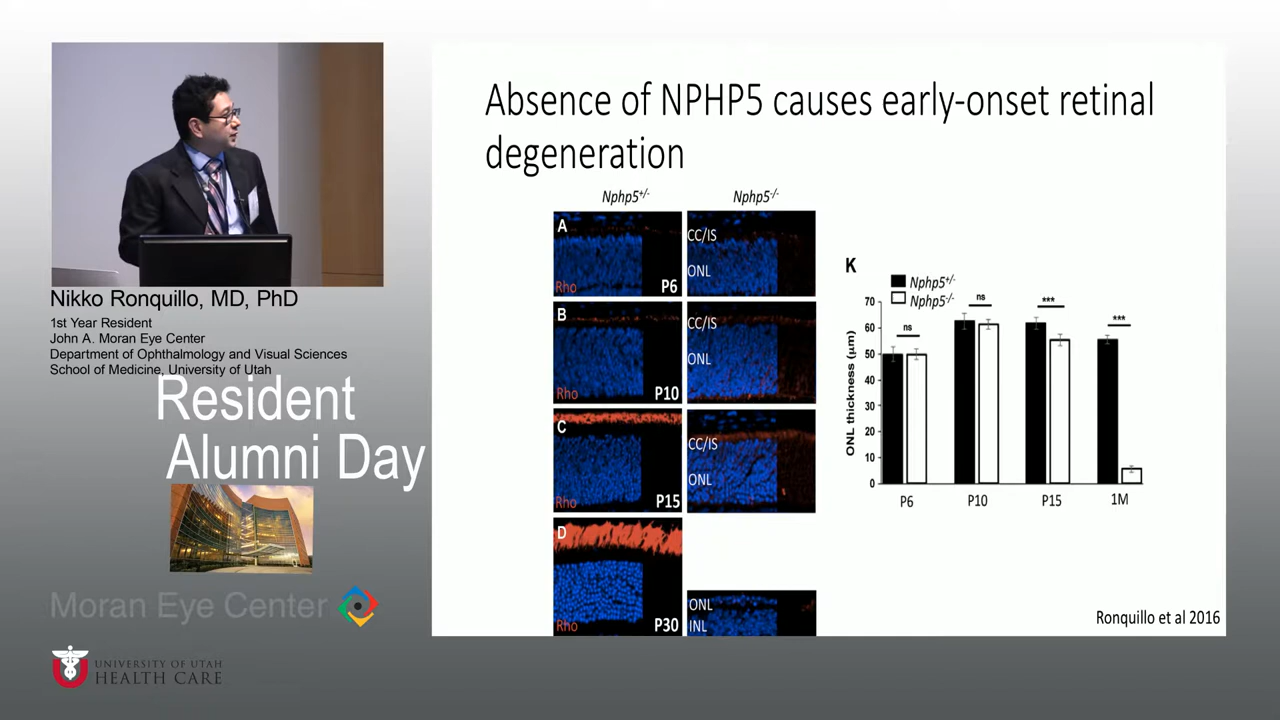 Absence of NPHP5 causes early-onset retinal
degeneration
Nphp5+/-
Nphp5-/-
A
Rho
P6
CC/IS
ONL
B
Rho
P10
CC/IS
ONL
C
Rho
P15
CC/IS
ONL
D
Rho
P30
ONL
INL
K
Nphp5+/-
Nphp5-/-
ONL thickness (µm)
70
60
50
40
30
20
10
0
ns
ns
***
***
P6
P10
P15
1M
Ronquillo et al 2016
Nikko Ronquillo, MD, PhD
1st Year Resident
John A. Moran Eye Center
Department of Ophthalmology and Visual Sciences
School of Medicine, University of Utah
Resident
Alumni Day
Moran Eye Center
UNIVERSITY OF UTAH
HEALTH CARE
U